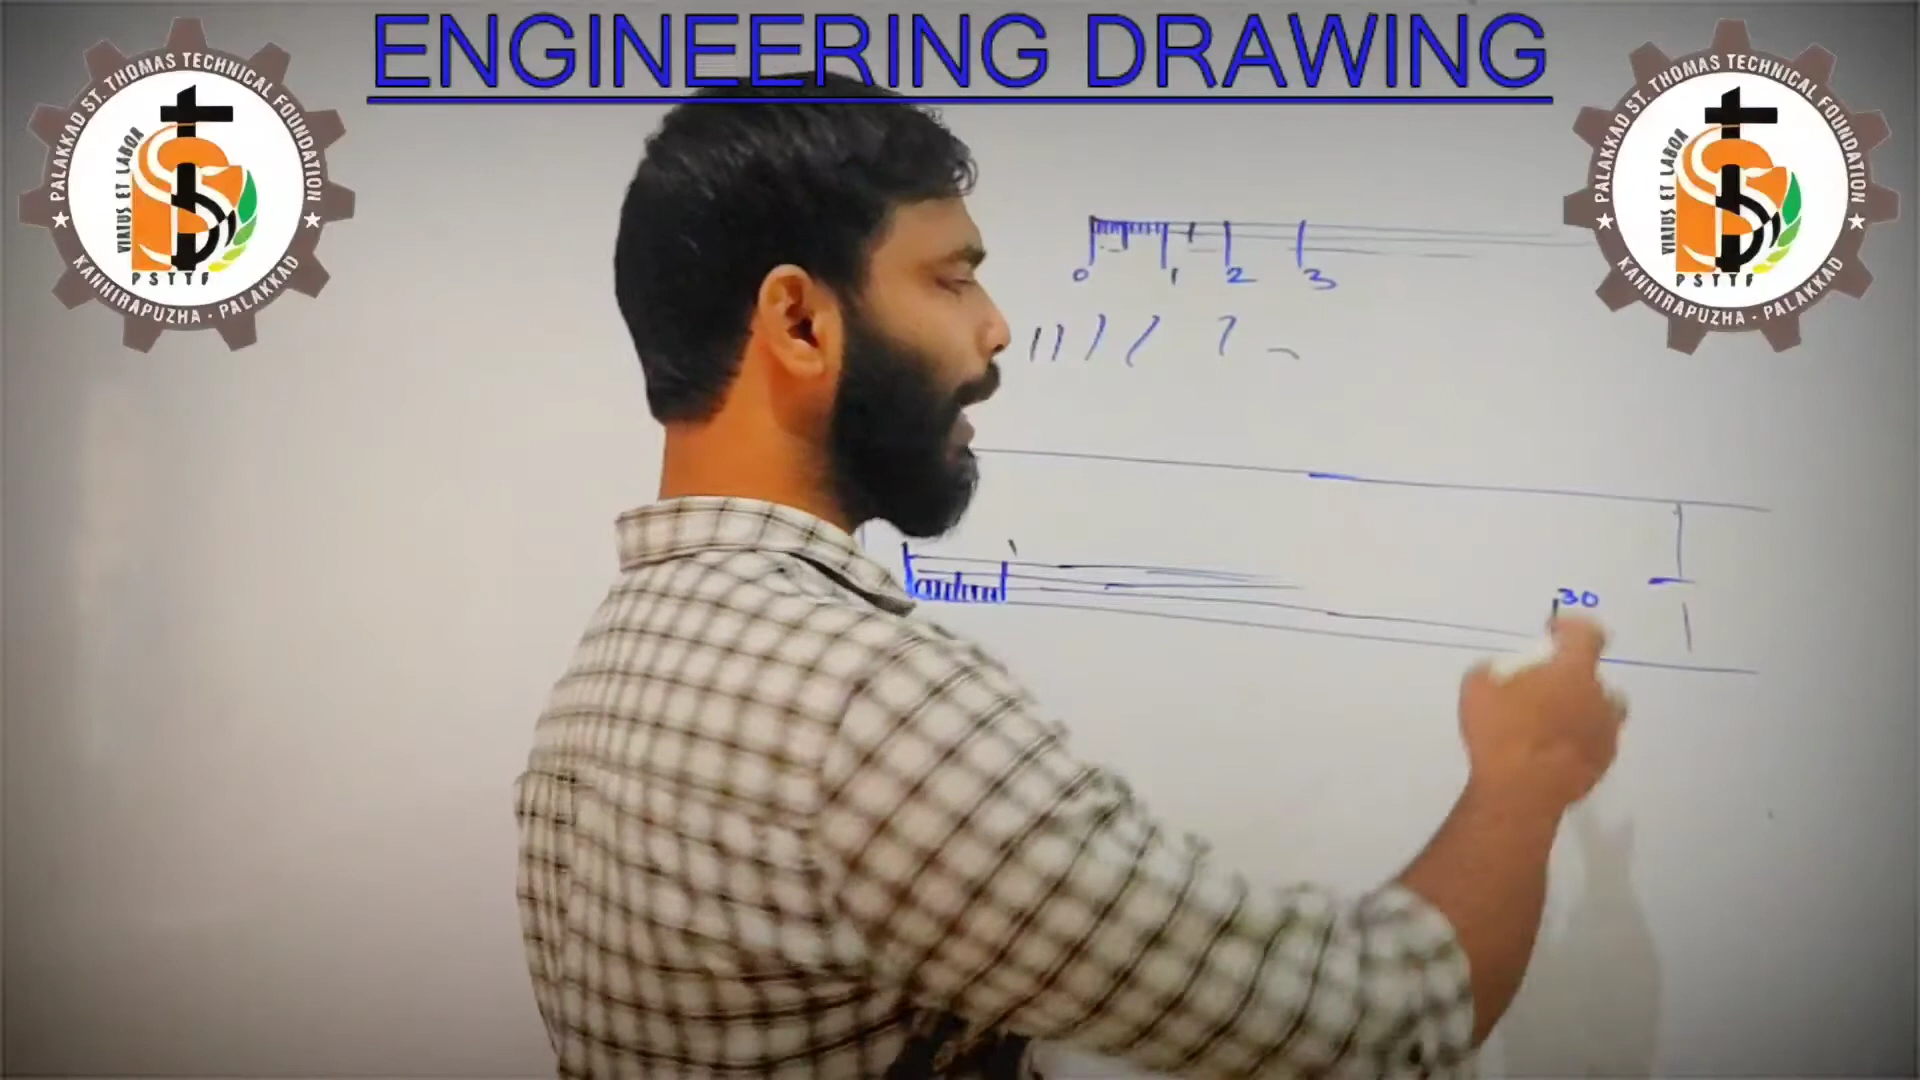 ENGINEERING DRAWING
PALAKKAD ST. THOMAS TECHNICAL FOUNDATION
VIRTUS ET LABOR
PSTTF
KANHIRAPUZHA - PALAKKAD
PALAKKAD ST. THOMAS TECHNICAL FOUNDATION
VIRTUS ET LABOR
PSTTF
KANHIRAPUZHA - PALAKKAD
0 1 2 3
30